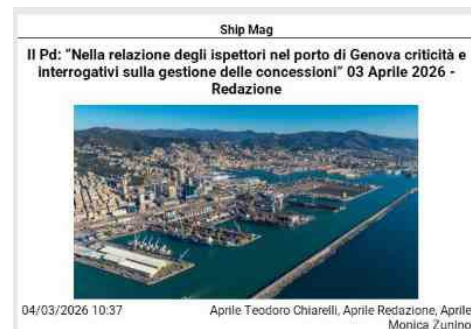 Ship Mag
Il Pd: “Nella relazione degli ispettori nel porto di Genova criticità e
interrogativi sulla gestione delle concessioni” 03 Aprile 2026 -
Redazione
04/03/2026 10:37
Aprile Teodoro Chiarelli, Aprile Redazione, Aprile
Monica Zunino